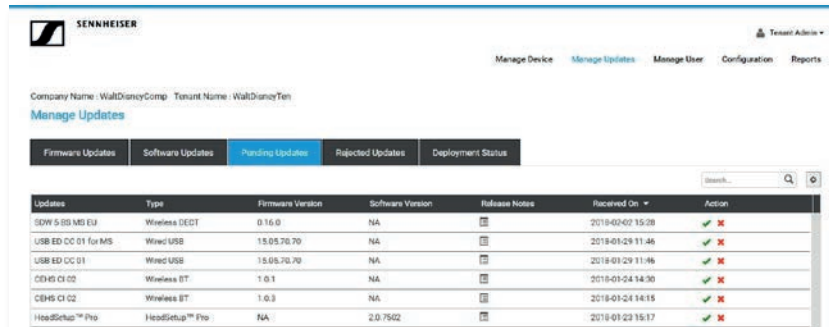 SENNHEISER
Tenant Admin
Manage Device Manage Updates Manage User Configuration Reports
Company Name : WaltDisneyComp Tenant Name : WaltDisneyTen
Manage Updates
Firmware Updates Software Updates Pending Updates Rejected Updates Deployment Status
Search...
Updates Type Firmware Version Software Version Release Notes Received On Action
SDW 5 BS MS EU Wireless DECT 0.16.0 NA 2018-02-02 15:28
USB ED CC 01 for MS Wired USB 15.05.70.70 NA 2018-01-29 11:46
USB ED CC 01 Wired USB 15.05.70.70 NA 2018-01-29 11:46
CEHS CI 02 Wireless BT 1.0.1 NA 2018-01-24 14:30
CEHS CI 02 Wireless BT 1.0.3 NA 2018-01-24 14:15
HeadSetup™ Pro HeadSetup™ Pro NA 2.0.7502 2018-01-23 15:17